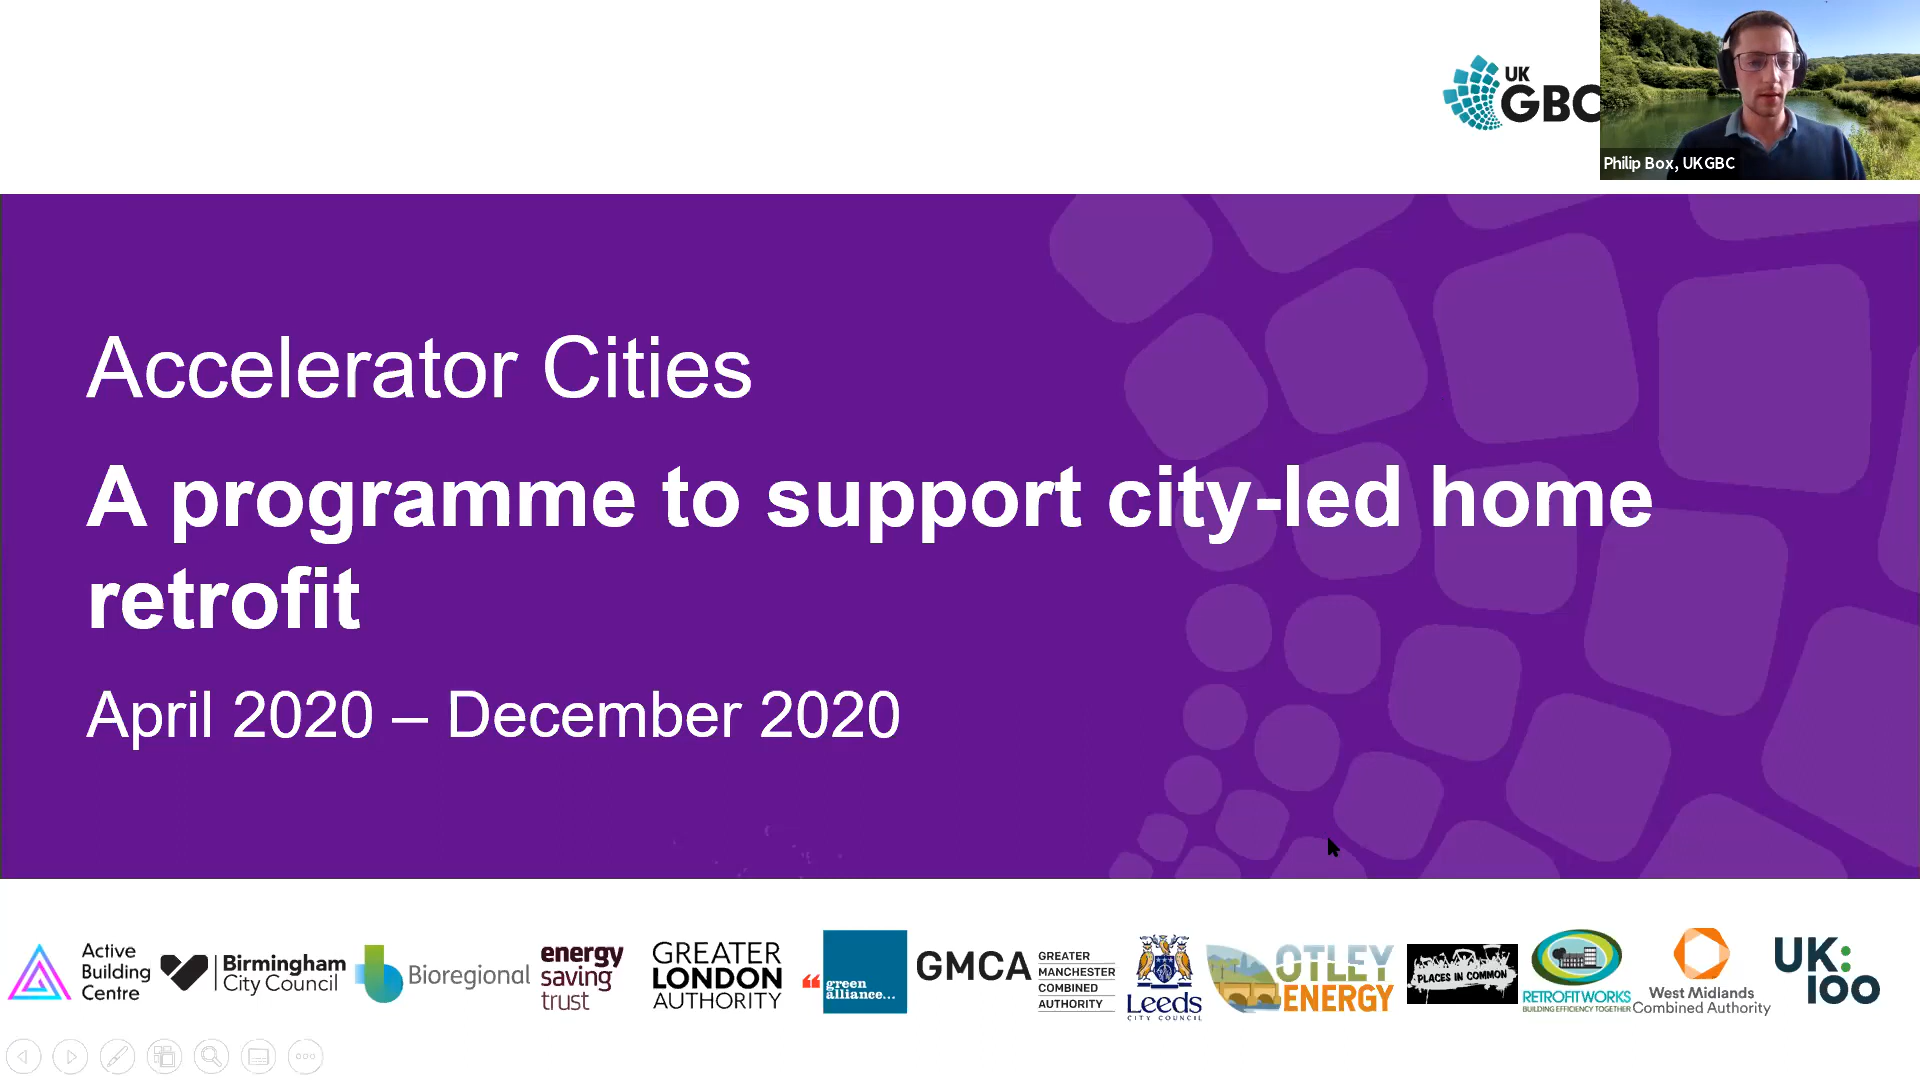 UK
GBC
Philip Box, UKGBC
Accelerator Cities
A programme to support city-led home
retrofit
April 2020 – December 2020
Active
Building
Centre
Birmingham
City Council
Bioregional
energy
saving
trust
GREATER
LONDON
AUTHORITY
green
alliance...
GMCA
GREATER
MANCHESTER
COMBINED
AUTHORITY
Leeds
CITY COUNCIL
OTLEY
ENERGY
PLACES IN COMMON
RETROFITWORKS
BUILDING EFFICIENCY TOGETHER
West Midlands
Combined Authority
UK:
100